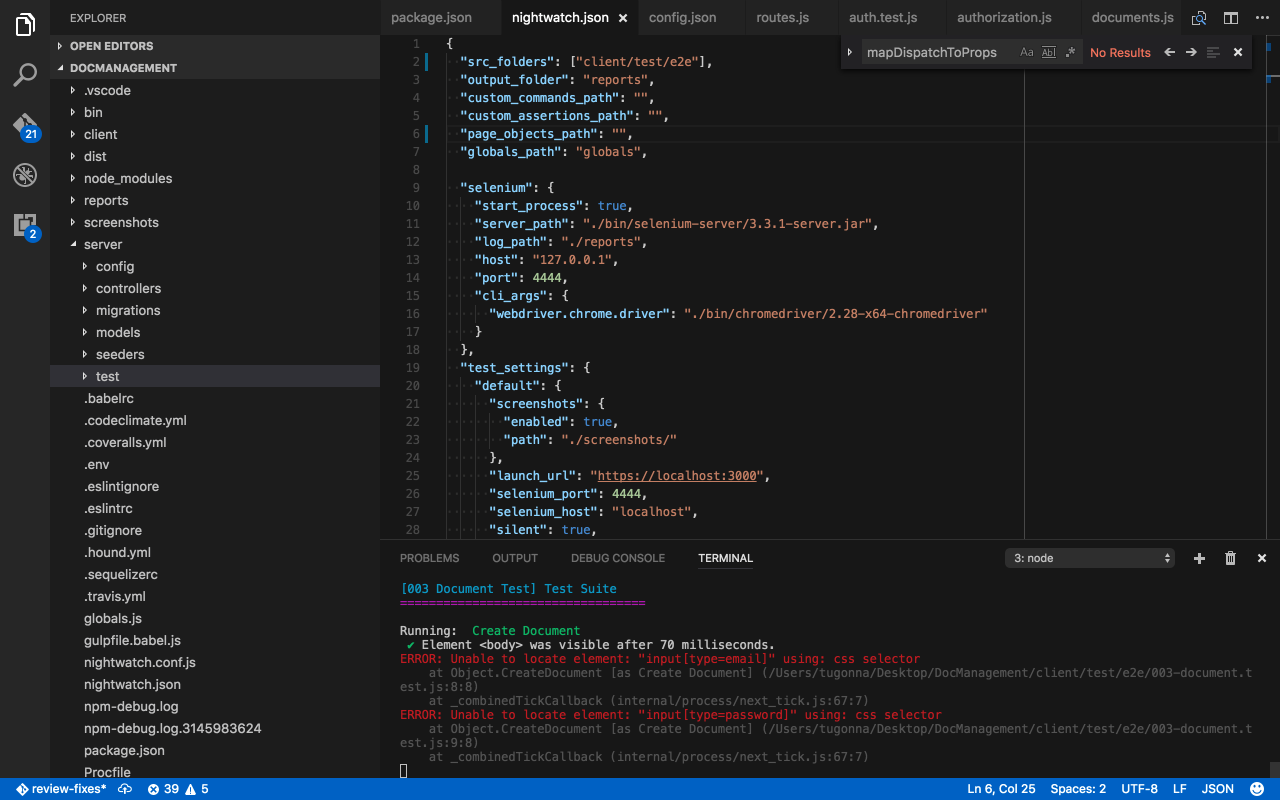 EXPLORER
package.json
nightwatch.json
config.json
routes.js
auth.test.js
authorization.js
documents.js
mapDispatchToProps
Aa
Abl
.*
No Results
OPEN EDITORS
DOCMANAGEMENT
.vscode
bin
client
dist
node_modules
reports
screenshots
server
config
controllers
migrations
models
seeders
test
.babelrc
.codeclimate.yml
.coveralls.yml
.env
.eslintignore
.eslintrc
.gitignore
.hound.yml
.sequelizerc
.travis.yml
globals.js
gulpfile.babel.js
nightwatch.conf.js
nightwatch.json
npm-debug.log
npm-debug.log.3145983624
package.json
Procfile
21
2
1 {
2 "src_folders": ["client/test/e2e"],
3 "output_folder": "reports",
4 "custom_commands_path": "",
5 "custom_assertions_path": "",
6 "page_objects_path": "",
7 "globals_path": "globals",
8
9 "selenium": {
10 "start_process": true,
11 "server_path": "./bin/selenium-server/3.3.1-server.jar",
12 "log_path": "./reports",
13 "host": "127.0.0.1",
14 "port": 4444,
15 "cli_args": {
16 "webdriver.chrome.driver": "./bin/chromedriver/2.28-x64-chromedriver"
17 }
18 },
19 "test_settings": {
20 "default": {
21 "screenshots": {
22 "enabled": true,
23 "path": "./screenshots/"
24 },
25 "launch_url": "https://localhost:3000",
26 "selenium_port": 4444,
27 "selenium_host": "localhost",
28 "silent": true,
PROBLEMS
OUTPUT
DEBUG CONSOLE
TERMINAL
3: node
[003 Document Test] Test Suite
==================================
Running: Create Document
✔ Element <body> was visible after 70 milliseconds.
ERROR: Unable to locate element: "input[type=email]" using: css selector
at Object.CreateDocument [as Create Document] (/Users/tugonna/Desktop/DocManagement/client/test/e2e/003-document.t
est.js:8:8)
at _combinedTickCallback (internal/process/next_tick.js:67:7)
ERROR: Unable to locate element: "input[type=password]" using: css selector
at Object.CreateDocument [as Create Document] (/Users/tugonna/Desktop/DocManagement/client/test/e2e/003-document.t
est.js:9:8)
at _combinedTickCallback (internal/process/next_tick.js:67:7)
review-fixes*
39
5
Ln 6, Col 25
Spaces: 2
UTF-8
LF
JSON